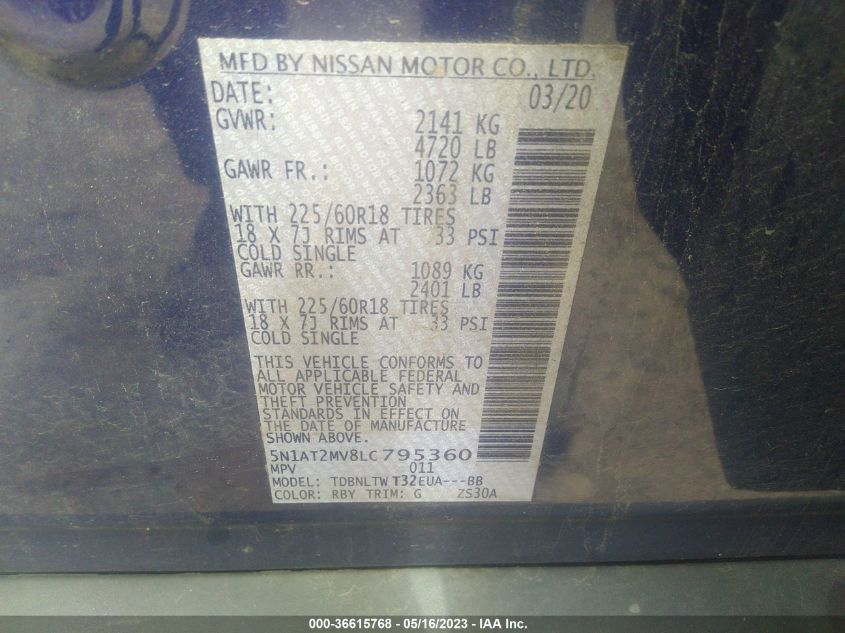 MFD BY NISSAN MOTOR CO., LTD.
DATE: 03/20
GVWR: 2141 KG
4720 LB
GAWR FR.: 1072 KG
2363 LB
WITH 225/60R18 TIRES
18 X 7J RIMS AT 33 PSI
COLD SINGLE
GAWR RR.: 1089 KG
2401 LB
WITH 225/60R18 TIRES
18 X 7J RIMS AT 33 PSI
COLD SINGLE
THIS VEHICLE CONFORMS TO
ALL APPLICABLE FEDERAL
MOTOR VEHICLE SAFETY AND
THEFT PREVENTION
STANDARDS IN EFFECT ON
THE DATE OF MANUFACTURE
SHOWN ABOVE.
5N1AT2MV8LC795360
MPV 011
MODEL: TDBNLTWT32EUA---BB
COLOR: RBY TRIM: G ZS30A
000-36615768 - 05/16/2023 - IAA Inc.